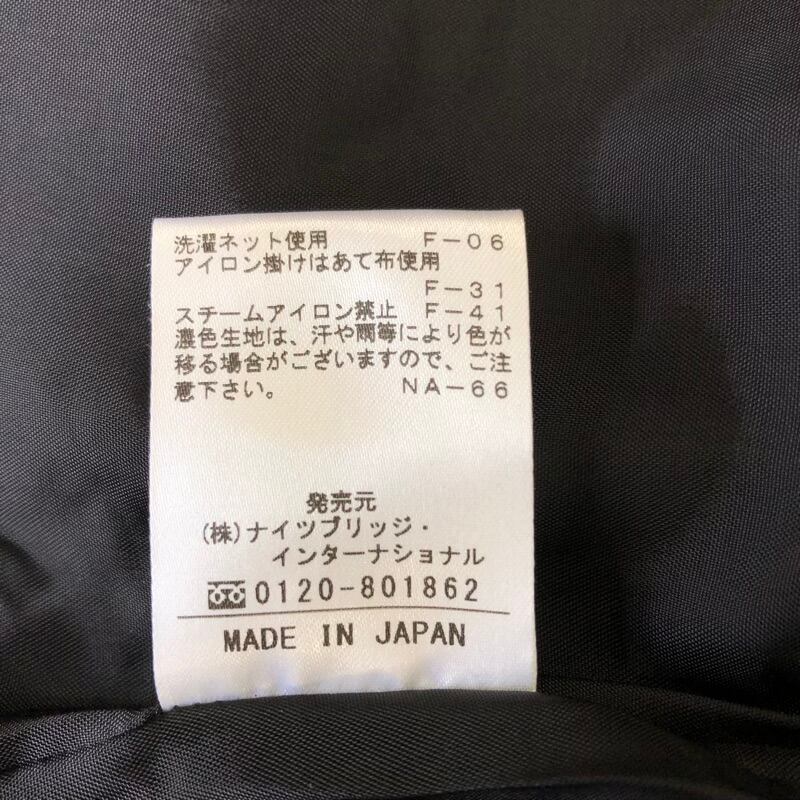 洗濯ネット使用 F－06
アイロン掛けはあて布使用
F－31
スチームアイロン禁止 F－41
濃色生地は、汗や雨等により色が
移る場合がございますので、ご注
意下さい。 NA－66
発売元
(株)ナイツブリッジ・
インターナショナル
0120-801862
MADE IN JAPAN